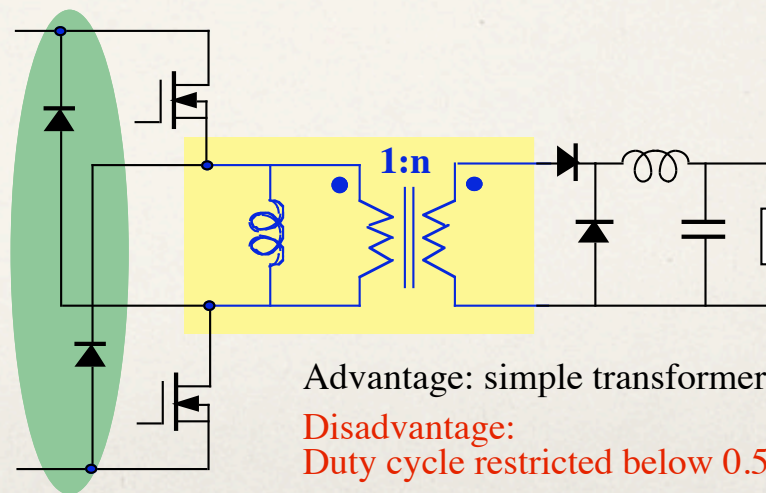 1:n
Advantage: simple transformer
Disadvantage:
Duty cycle restricted below 0.5